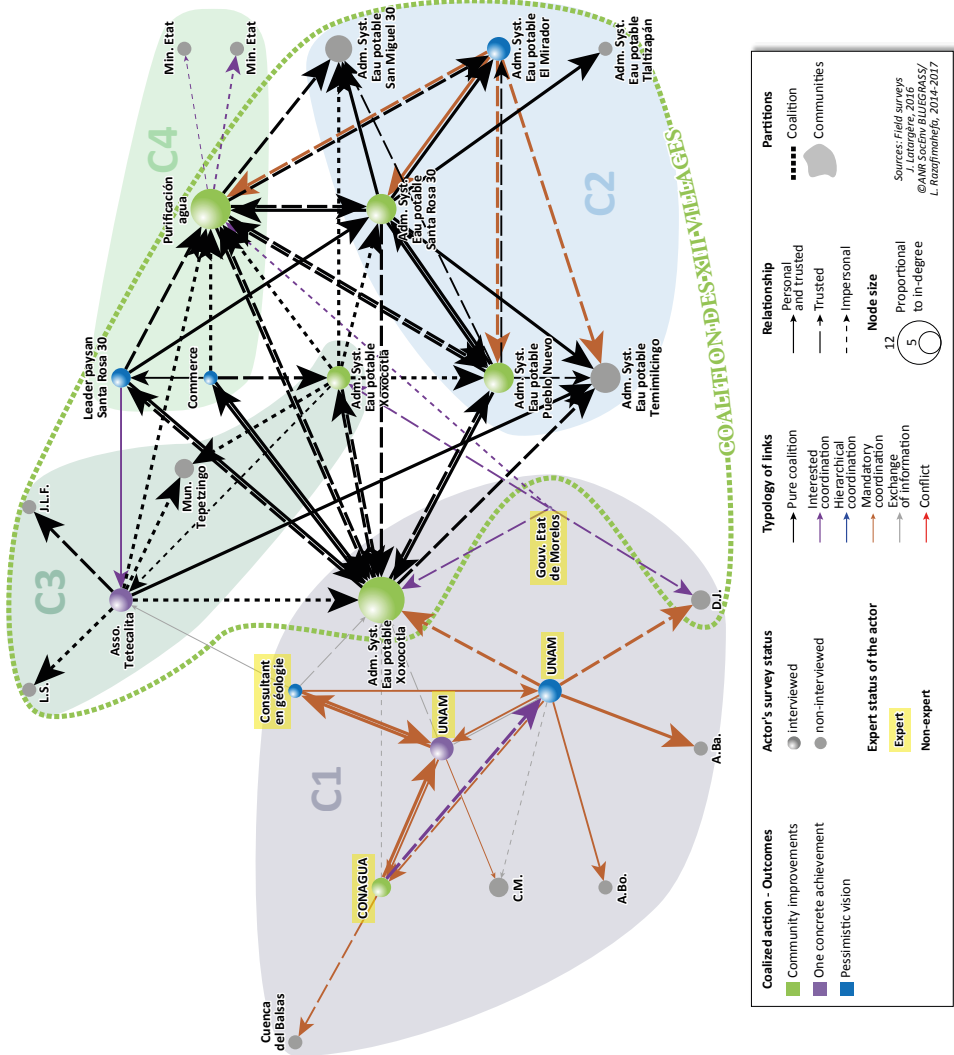 Min. Etat
Min. Etat
C4
Purificación
agua
Adm. Syst.
Eau potable
San Miguel 30
Adm. Syst.
Eau potable
El Mirador
Adm. Syst.
Eau potable
Tlaltizapán
Adm. Syst.
Eau potable
Santa Rosa 30
C2
Leader paysan
Santa Rosa 30
Commerce
Adm. Syst.
Eau potable
Xoxocotla
Adm. Syst.
Eau potable
Pueblo Nuevo
Adm. Syst.
Eau potable
Temimilcingo
COALITION-DES-XIII-VILLAGES
J.L.F.
Mun.
Tepetzingo
C3
L.S.
Asso.
Tetecalita
Adm. Syst.
Eau potable
Xoxocotla
Gouv. Etat
de Morelos
D.J.
Consultant
en géologie
UNAM
UNAM
C1
CONAGUA
C.M.
A.Bo.
A.Ba.
Cuenca
del Balsas
Coalized action - Outcomes
Community improvements
One concrete achievement
Pessimistic vision
Actor's survey status
interviewed
non-interviewed
Expert status of the actor
Expert
Non-expert
Typology of links
Pure coalition
Interested
coordination
Hierarchical
coordination
Mandatory
coordination
Exchange
of information
Conflict
Relationship
Personal
and trusted
Trusted
Impersonal
Node size
12
5
Proportional
to in-degree
Partitions
Coalition
Communities
Sources: Field surveys
J. Latargère, 2016
©ANR SocEnv BLUEGRASS/
L. Razafinahefa, 2014-2017